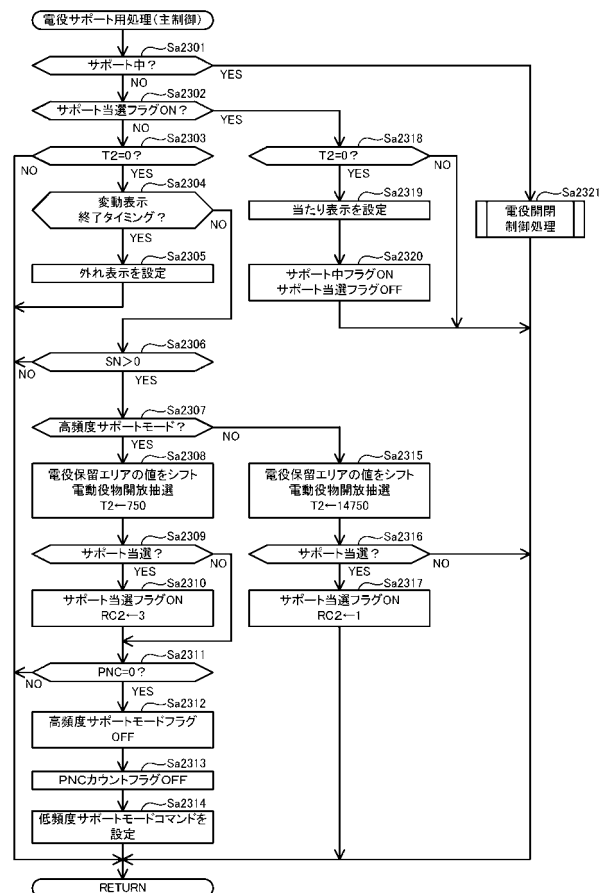 電役サポート用処理(主制御)
Sa2301
サポート中?
YES
NO
Sa2302
サポート当選フラグON?
YES
NO
Sa2303
T2=0?
NO
YES
Sa2304
変動表示
終了タイミング?
NO
YES
Sa2305
外れ表示を設定
Sa2318
T2=0?
NO
YES
Sa2319
当たり表示を設定
Sa2320
サポート中フラグON
サポート当選フラグOFF
Sa2321
電役開閉
制御処理
Sa2306
SN>0
NO
YES
Sa2307
高頻度サポートモード?
NO
YES
Sa2308
電役保留エリアの値をシフト
電動役物開放抽選
T2←750
Sa2309
サポート当選?
NO
YES
Sa2310
サポート当選フラグON
RC2←3
Sa2315
電役保留エリアの値をシフト
電動役物開放抽選
T2←14750
Sa2316
サポート当選?
NO
YES
Sa2317
サポート当選フラグON
RC2←1
Sa2311
PNC=0?
NO
YES
Sa2312
高頻度サポートモードフラグ
OFF
Sa2313
PNCカウントフラグOFF
Sa2314
低頻度サポートモードコマンドを
設定
RETURN